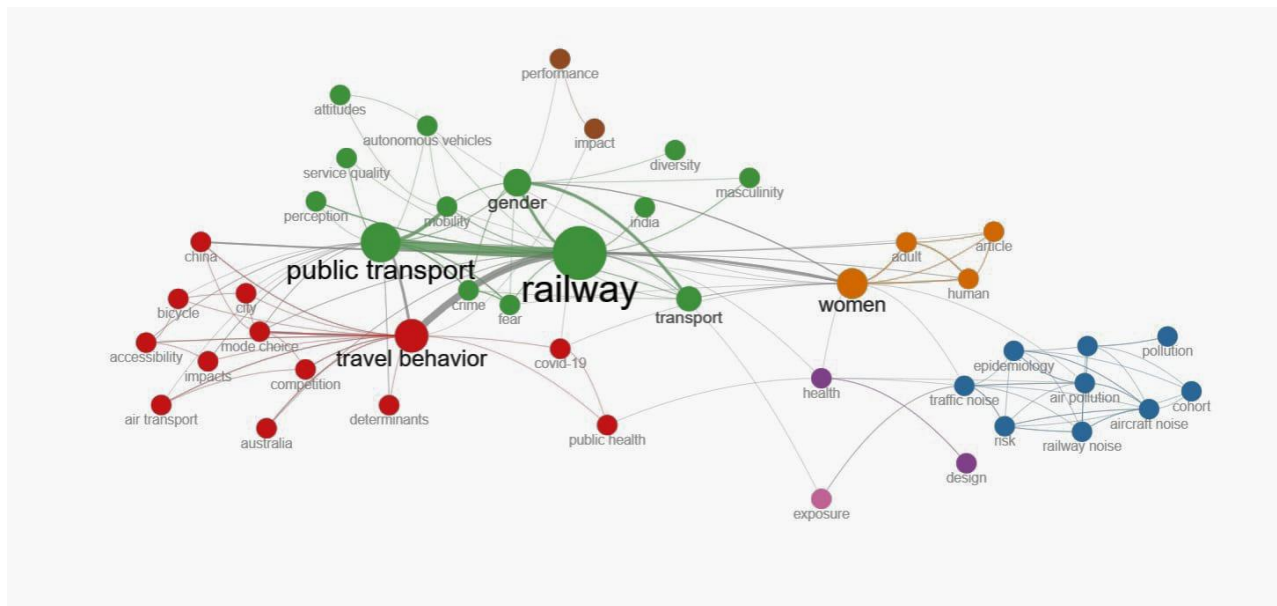 performance
attitudes
autonomous vehicles
impact
diversity
service quality
masculinity
gender
perception
mobility
india
china
article
adult
public transport
railway
human
women
crime
fear
transport
bicycle
city
mode choice
travel behavior
accessibility
impacts
competition
covid-19
epidemiology
pollution
health
traffic noise
air pollution
cohort
air transport
determinants
aircraft noise
australia
public health
risk
railway noise
design
exposure